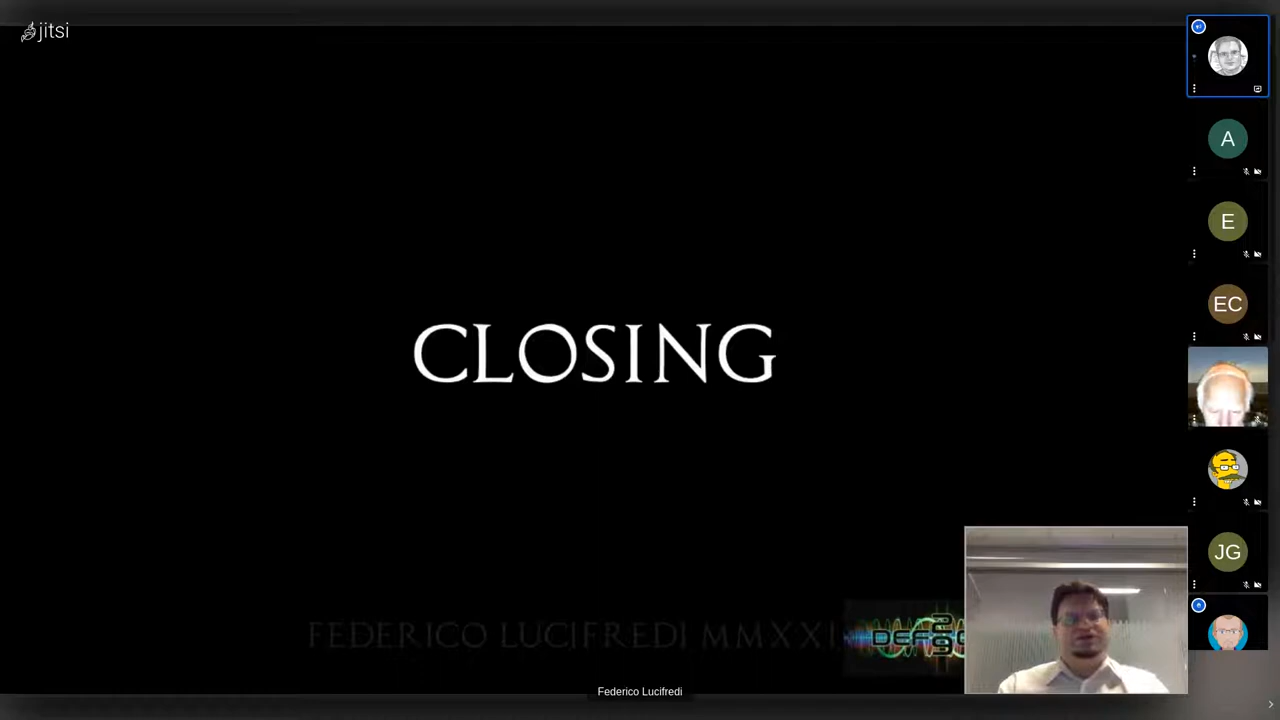 jitsi
A
E
EC
CLOSING
JG
FEDERICO LUCIFREDI MMXXI
Federico Lucifredi